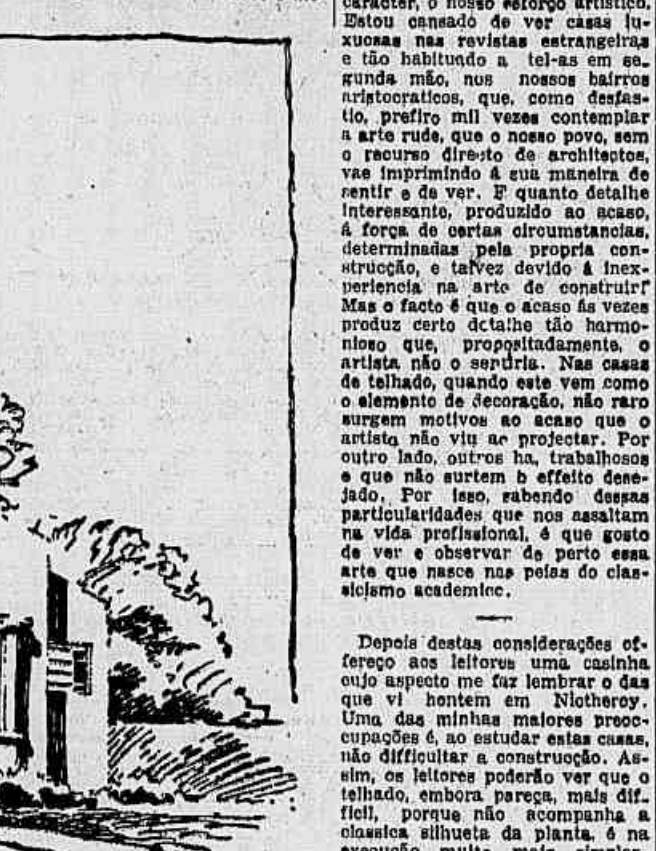 caracter, o nosso esforço artistico.
Estou cansado de ver casas lu-
xuosas nas revistas estrangeiras
e tão habituado a tel-as em se-
gunda mão, nos nossos bairros
aristocraticos, que, como desfas-
tio, prefiro mil vezes contemplar
a arte rude, que o nosso povo, sem
o recurso directo de architectos,
vae imprimindo á sua maneira de
sentir e de ver. E quanto detalhe
interessante, produzido ao acaso,
á força de certas circumstancias,
determinadas pela propria con-
strucção, e talvez devido á inex-
periencia na arte de construir!
Mas o facto é que o acaso ás vezes
produz certo detalhe tão harmo-
nioso que, propositadamente, o
artista não o sentiria. Nas casas
de telhado, quando este vem como
o elemento de decoração, não raro
surgem motivos ao acaso que o
artista não viu ao projectar. Por
outro lado, outros ha, trabalhosos
e que não surtem o effeito dese-
jado. Por isso, sabendo dessas
particularidades que nos assaltam
na vida profissional, é que gosto
de ver e observar de perto essa
arte que nasce nas peias do clas-
sicismo academico.
Depois destas considerações of-
fereço aos leitores uma casinha
cujo aspecto me faz lembrar o das
que vi hontem em Nictheroy.
Uma das minhas maiores preoc-
cupações é, ao estudar estas casas,
não difficultar a construcção. As-
sim, os leitores poderão ver que o
telhado, embora pareça, mais dif-
ficil, porque não acompanha a
classica silhueta da planta, é na
execução muito mais simples,